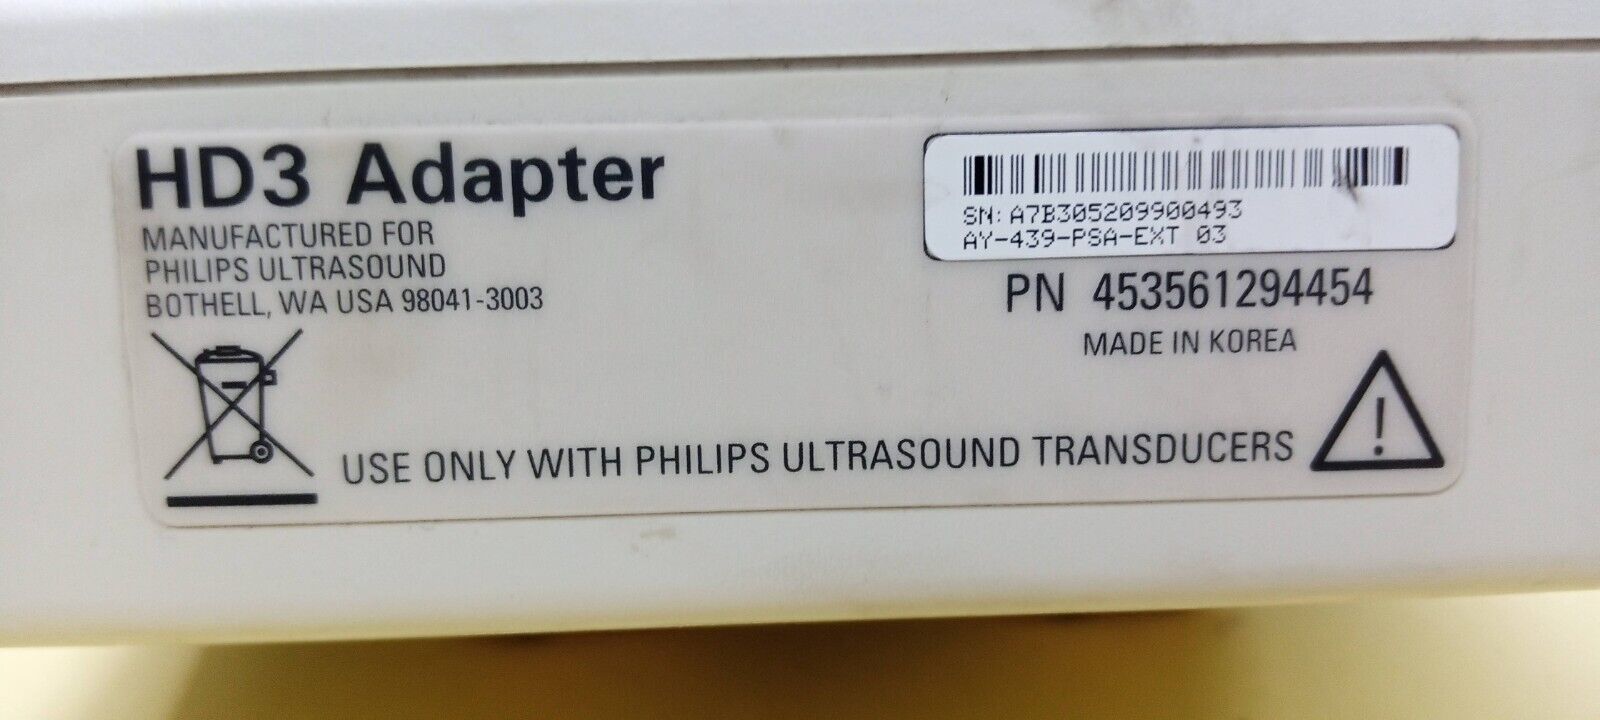 HD3 Adapter
MANUFACTURED FOR
PHILIPS ULTRASOUND
BOTHELL, WA USA 98041-3003
SN: A7B305209900493
AY-439-PSA-EXT 03
PN 453561294454
MADE IN KOREA
USE ONLY WITH PHILIPS ULTRASOUND TRANSDUCERS
!